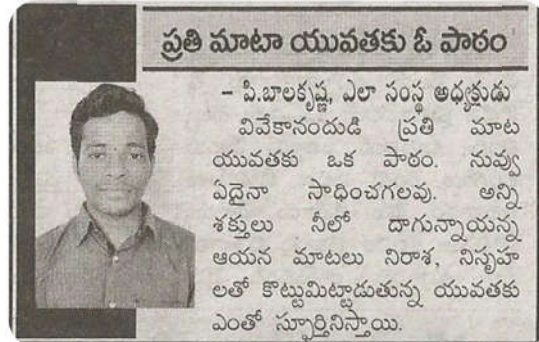 ప్రతి మాటా యువతకు ఓ పాఠం
- పి.బాలకృష్ణ, ఎలా సంస్థ అధ్యక్షుడు
వివేకానందుడి ప్రతి మాట
యువతకు ఒక పాఠం. నువ్వు
ఏదైనా సాధించగలవు. అన్ని
శక్తులు నీలో దాగున్నాయన్న
ఆయన మాటలు నిరాశ, నిస్పృహ
లతో కొట్టుమిట్టాడుతున్న యువతకు
ఎంతో స్ఫూర్తినిస్తాయి.